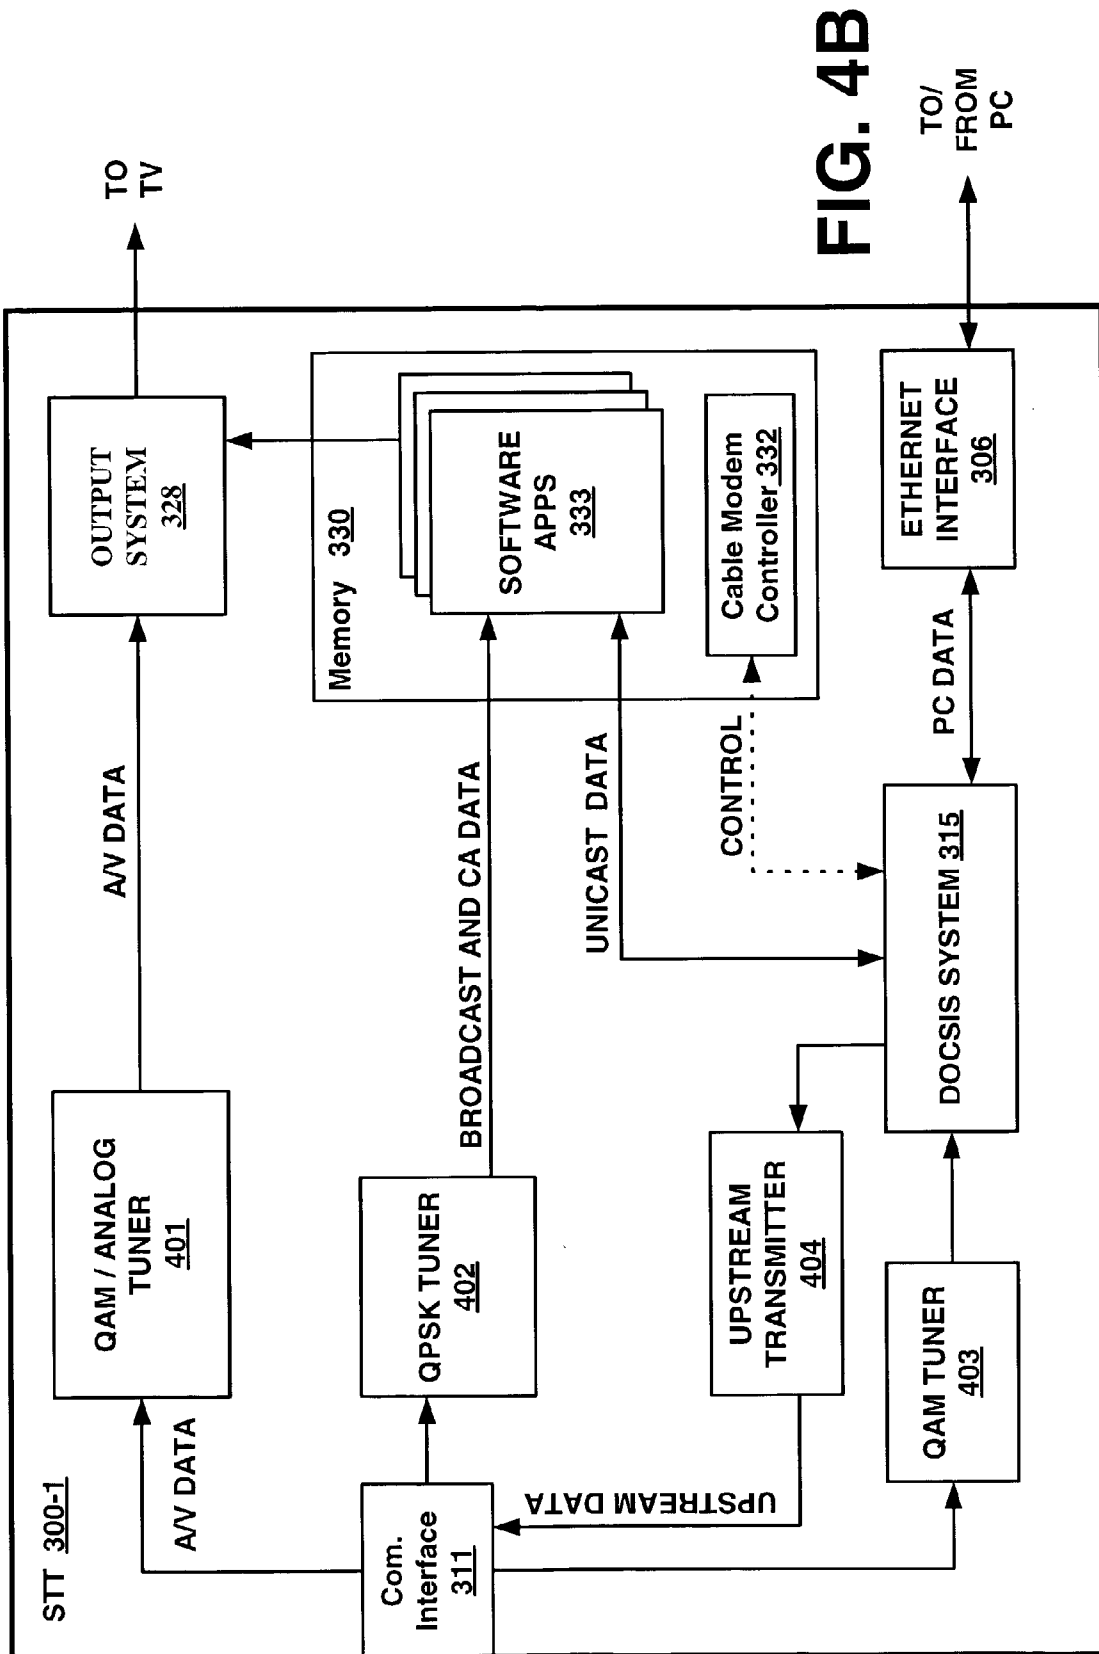 STT 300-1
A/V DATA
QAM / ANALOG
TUNER
401
A/V DATA
OUTPUT
SYSTEM
328
TO
TV
Com.
Interface
311
QPSK TUNER
402
BROADCAST AND CA DATA
Memory 330
SOFTWARE
APPS
333
UNICAST DATA
UPSTREAM DATA
UPSTREAM
TRANSMITTER
404
CONTROL
Cable Modem
Controller 332
QAM TUNER
403
DOCSIS SYSTEM 315
PC DATA
ETHERNET
INTERFACE
306
TO/
FROM
PC
FIG. 4B